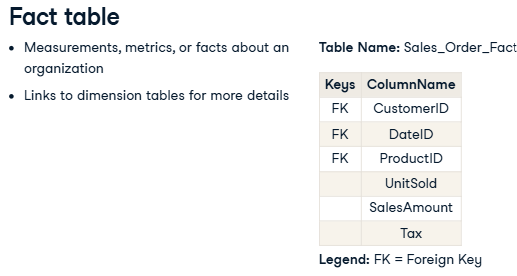 Fact table
• Measurements, metrics, or facts about an
organization
• Links to dimension tables for more details
Table Name: Sales_Order_Fact
Keys ColumnName
FK CustomerID
FK DateID
FK ProductID
UnitSold
SalesAmount
Tax
Legend: FK = Foreign Key